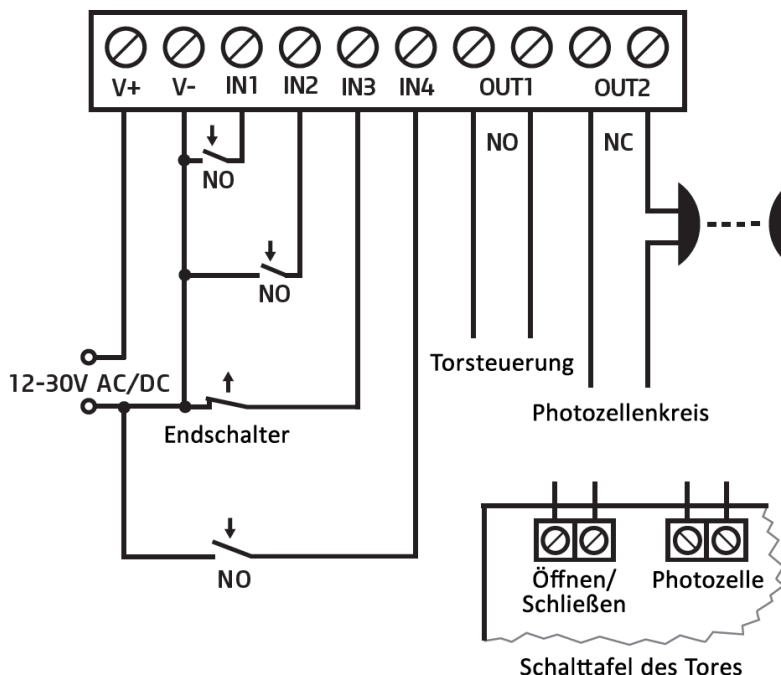 V+ V- IN1 IN2 IN3 IN4 OUT1 OUT2
NO NC
NO
NO
Torsteuerung
12-30V AC/DC
Photozellenkreis
Endschalter
NO
Öffnen/
Schließen
Photozelle
Schalttafel des Tores